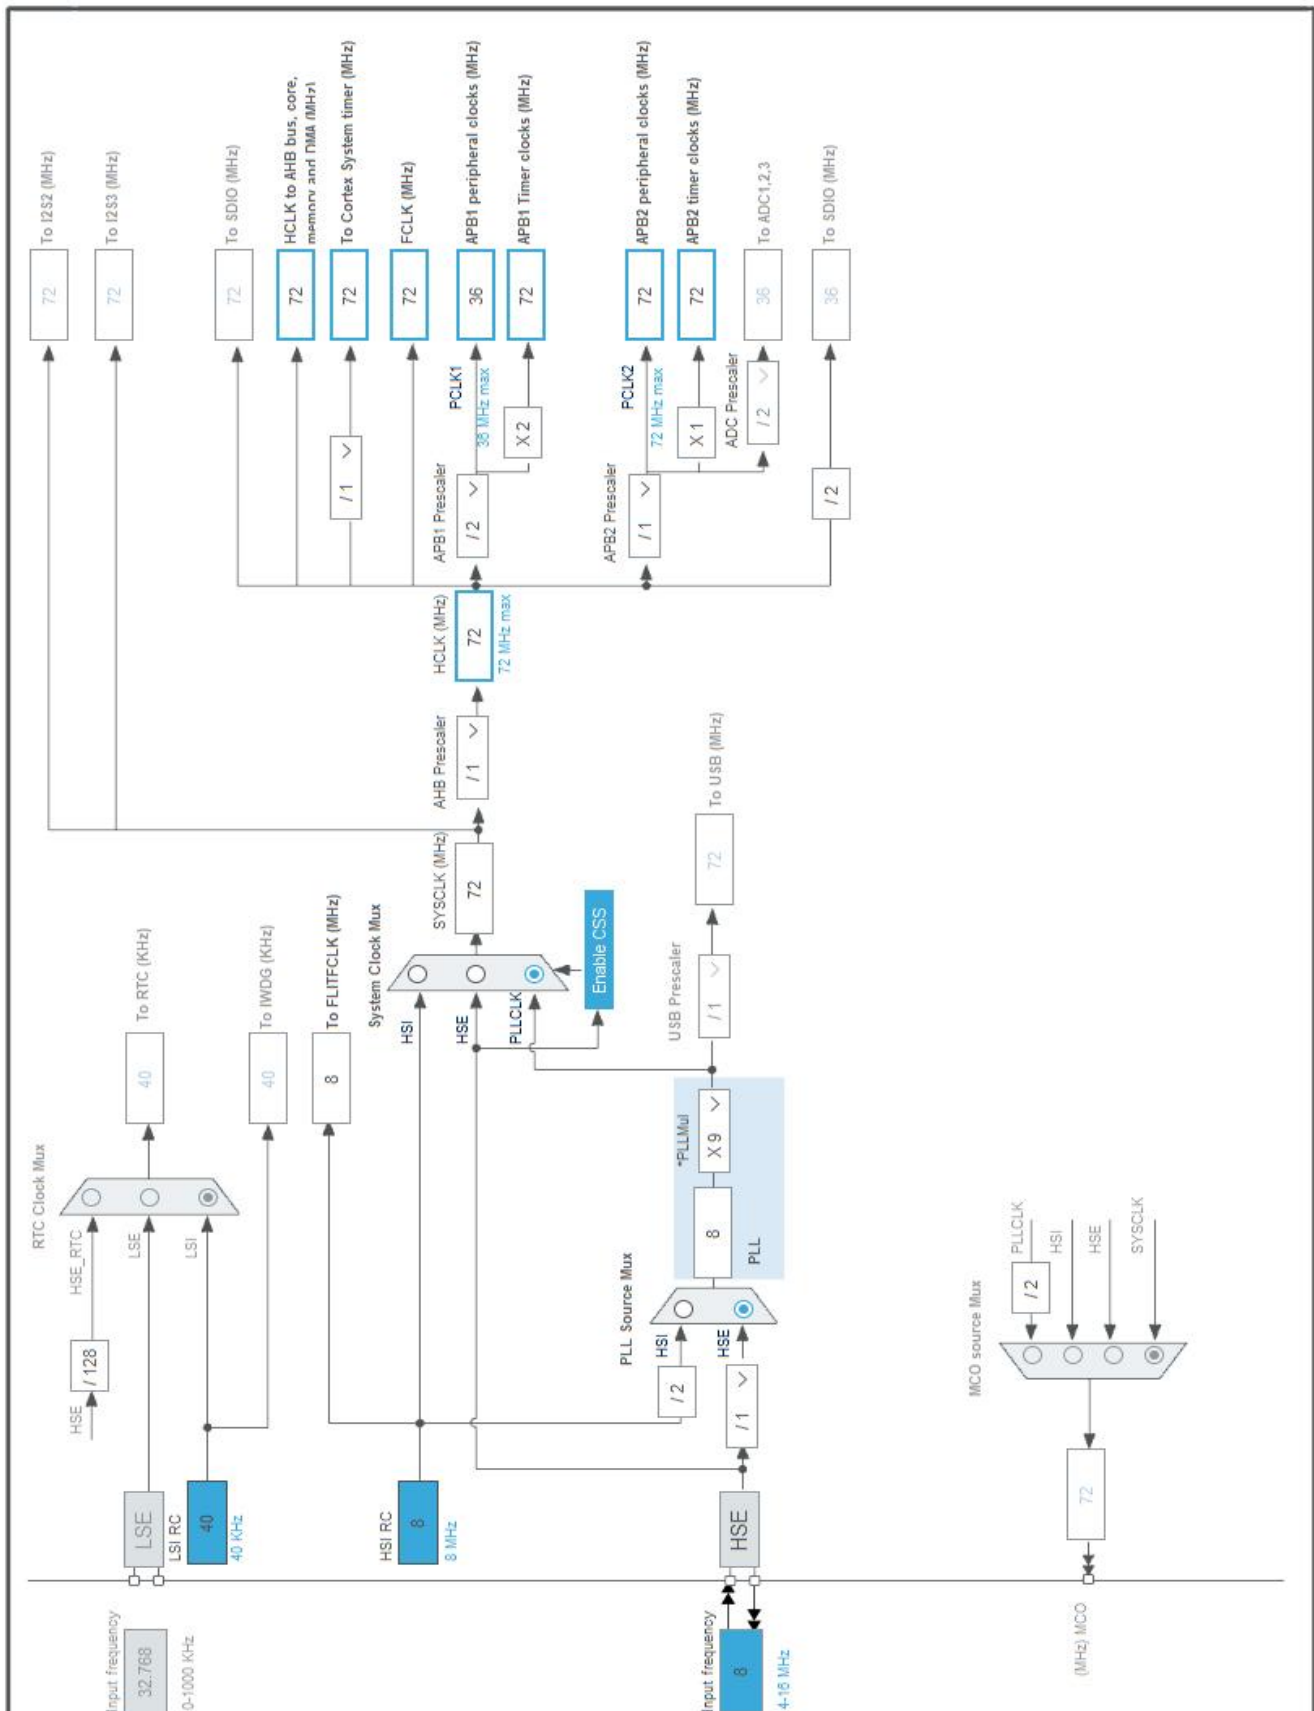 Input frequency
32.768
0-1000 KHz
LSE
LSI RC
40
40 KHz
HSE
/ 128
HSE_RTC
LSE
LSI
RTC Clock Mux
40
To RTC (KHz)
40
To IWDG (KHz)
8
To FLITFCLK (MHz)
HSI RC
8
8 MHz
Input frequency
8
4-16 MHz
HSE
/ 2
/ 1
HSI
HSE
PLL Source Mux
8
PLL
*PLLMul
X 9
USB Prescaler
/ 1
72
To USB (MHz)
System Clock Mux
HSI
HSE
PLLCLK
Enable CSS
SYSCLK (MHz)
72
AHB Prescaler
/ 1
HCLK (MHz)
72
72 MHz max
72
To I2S2 (MHz)
72
To I2S3 (MHz)
72
To SDIO (MHz)
72
HCLK to AHB bus, core,
memory and DMA (MHz)
/ 1
72
To Cortex System timer (MHz)
72
FCLK (MHz)
APB1 Prescaler
/ 2
PCLK1
36 MHz max
36
APB1 peripheral clocks (MHz)
X 2
72
APB1 Timer clocks (MHz)
APB2 Prescaler
/ 1
PCLK2
72 MHz max
72
APB2 peripheral clocks (MHz)
X 1
72
APB2 timer clocks (MHz)
ADC Prescaler
/ 2
36
To ADC1,2,3
/ 2
36
To SDIO (MHz)
(MHz) MCO
72
MCO source Mux
/ 2
PLLCLK
HSI
HSE
SYSCLK